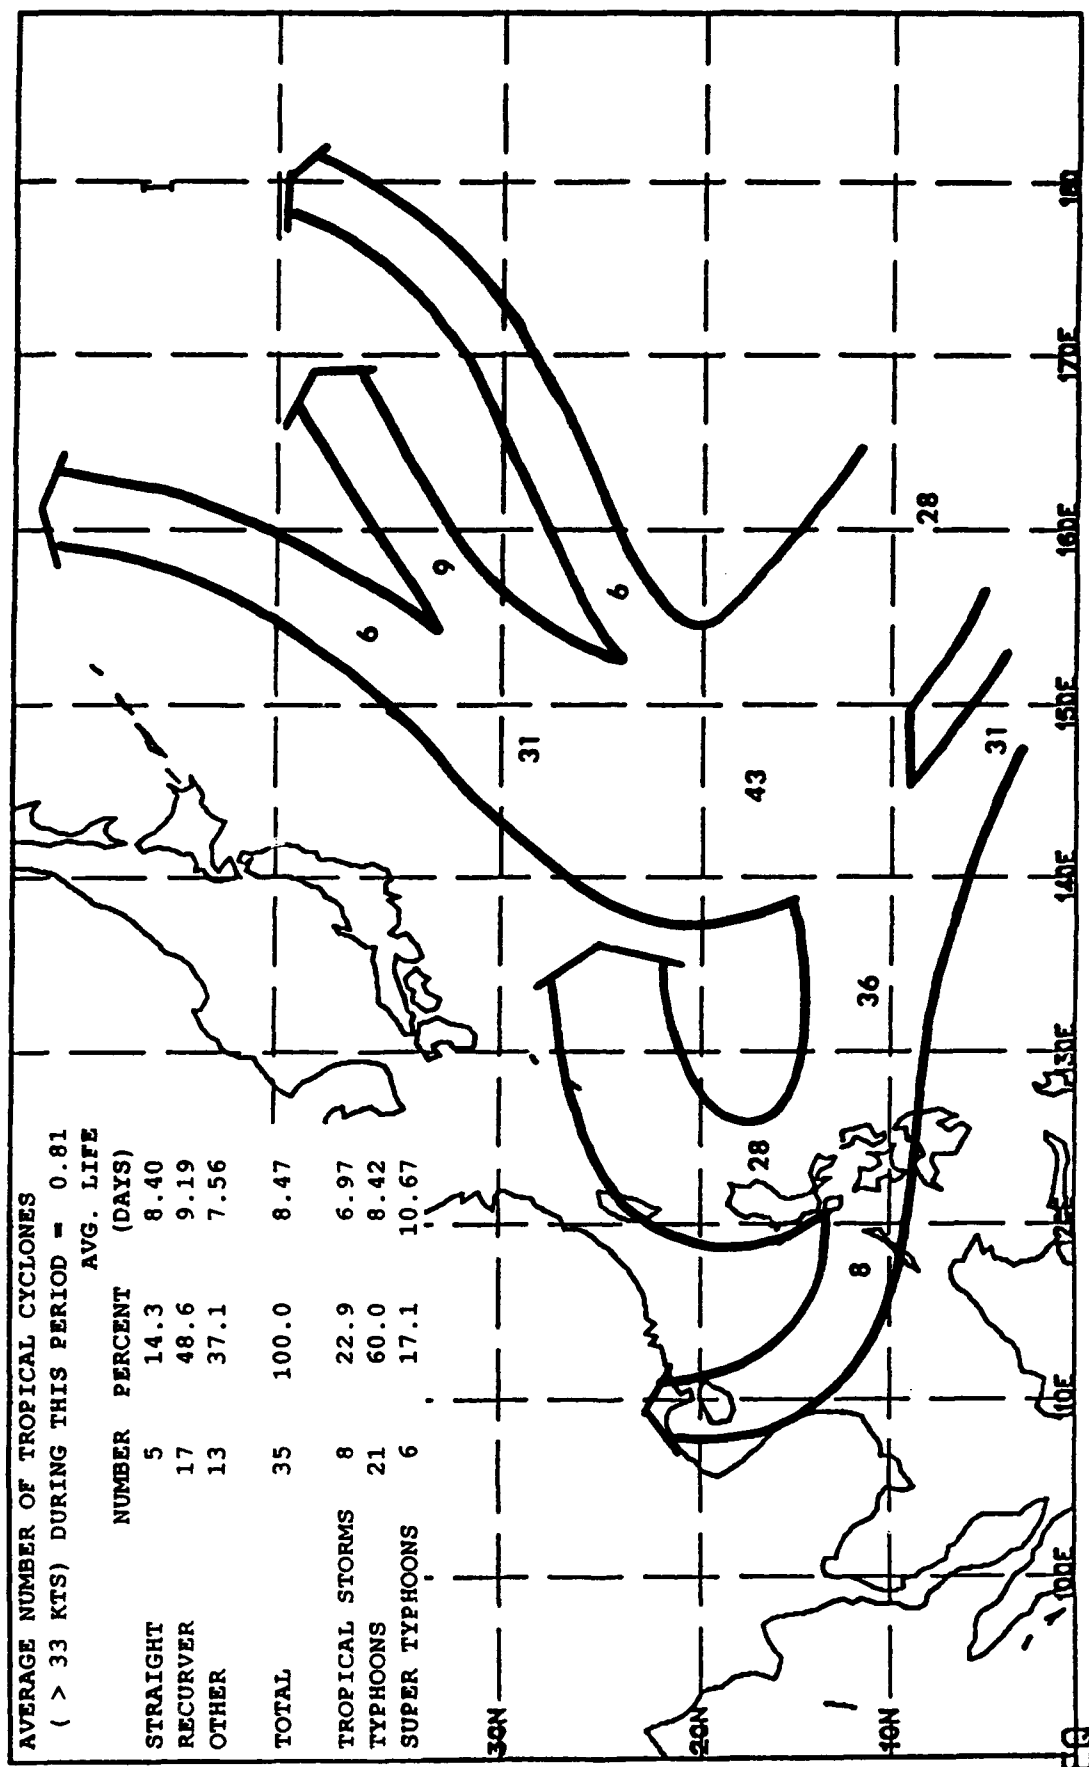 AVERAGE NUMBER OF TROPICAL CYCLONES
( > 33 KTS) DURING THIS PERIOD = 0.81
AVG. LIFE
NUMBER PERCENT (DAYS)
STRAIGHT 5 14.3 8.40
RECURVER 17 48.6 9.19
OTHER 13 37.1 7.56
TOTAL 35 100.0 8.47
TROPICAL STORMS 8 22.9 6.97
TYPHOONS 21 60.0 8.42
SUPER TYPHOONS 6 17.1 10.67
6
9
6
31
30N
43
28
20N
8
36
28
10N
31
EQ
100E
110E
120E
130E
140E
150E
160E
170E
180